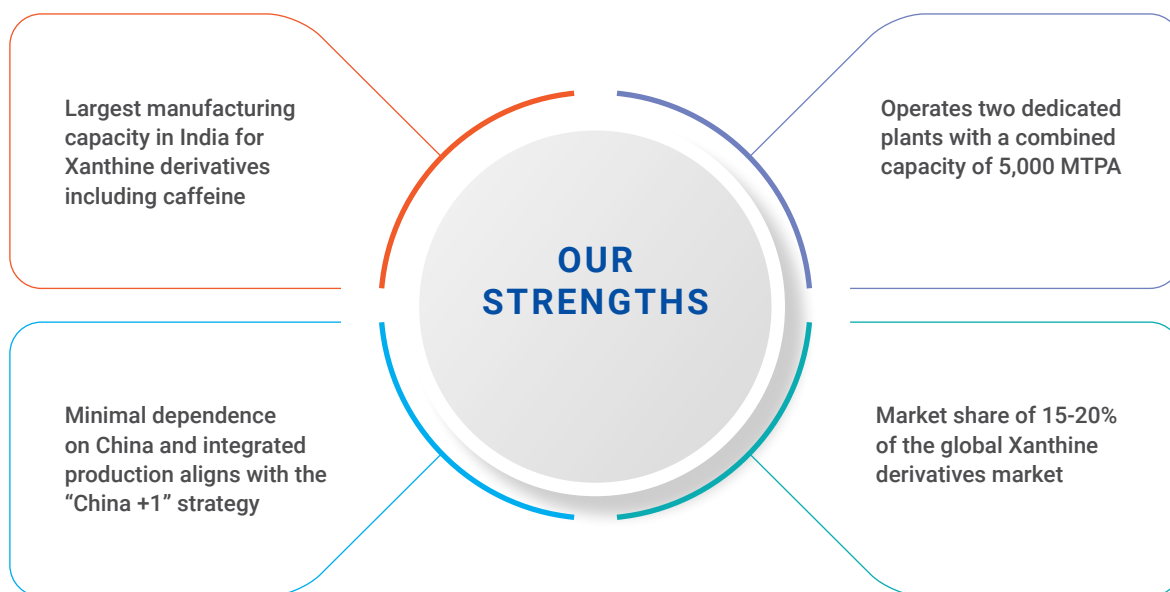 Largest manufacturing
capacity in India for
Xanthine derivatives
including caffeine
Operates two dedicated
plants with a combined
capacity of 5,000 MTPA
OUR
STRENGTHS
Minimal dependence
on China and integrated
production aligns with the
“China +1” strategy
Market share of 15-20%
of the global Xanthine
derivatives market